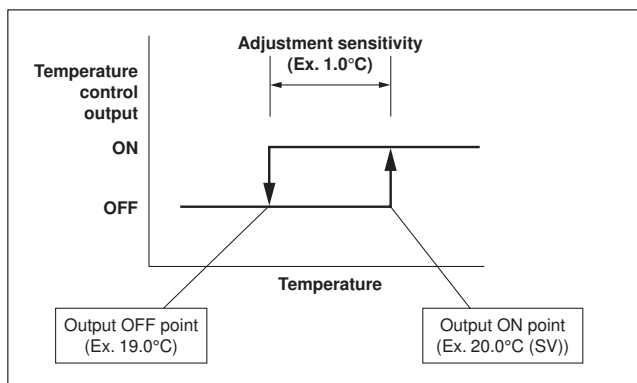 Adjustment sensitivity
(Ex. 1.0°C)
Temperature
control
output
ON
OFF
Temperature
Output OFF point
(Ex. 19.0°C)
Output ON point
(Ex. 20.0°C (SV))